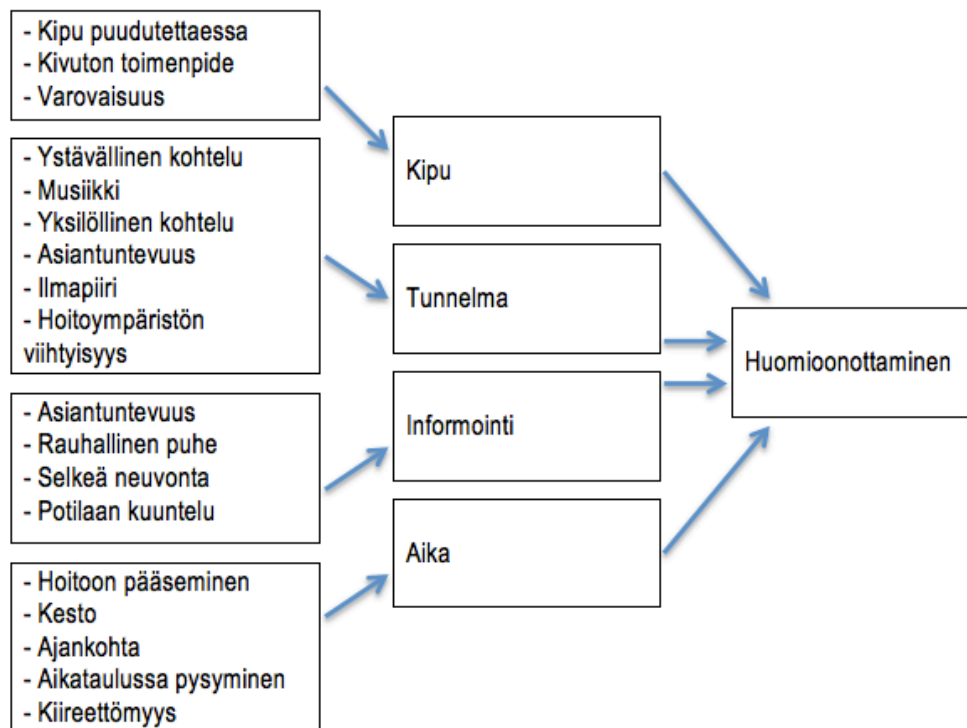 - Kipu puudutettaessa
- Kivuton toimenpide
- Varovaisuus
- Ystävällinen kohtelu
- Musiikki
- Yksilöllinen kohtelu
- Asiantuntevuus
- Ilmapiiri
- Hoitoympäristön
viihtyisyys
- Asiantuntevuus
- Rauhallinen puhe
- Selkeä neuvonta
- Potilaan kuuntelu
- Hoitoon pääseminen
- Kesto
- Ajankohta
- Aikataulussa pysyminen
- Kiireettömyys
Kipu
Tunnelma
Informointi
Aika
Huomioonottaminen